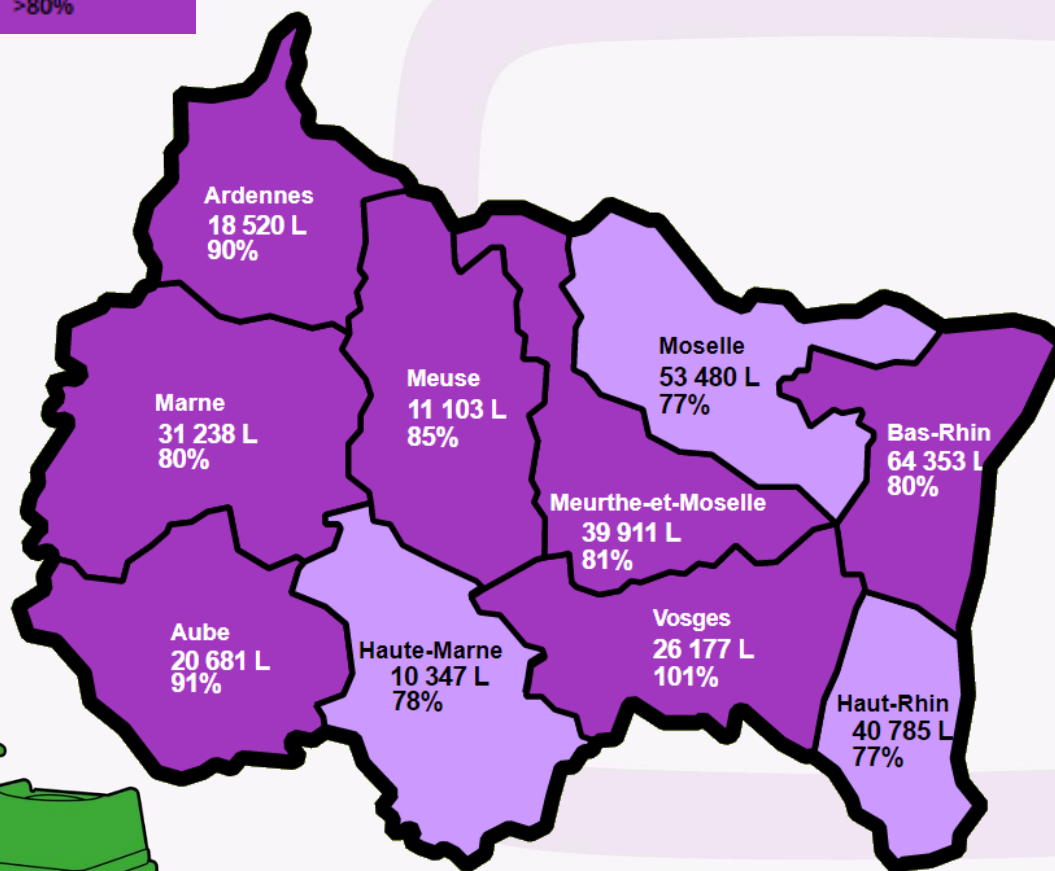 >80%
Ardennes
18 520 L
90%
Moselle
53 480 L
77%
Meuse
11 103 L
85%
Marne
31 238 L
80%
Bas-Rhin
64 353 L
80%
Meurthe-et-Moselle
39 911 L
81%
Vosges
26 177 L
101%
Aube
20 681 L
91%
Haute-Marne
10 347 L
78%
Haut-Rhin
40 785 L
77%